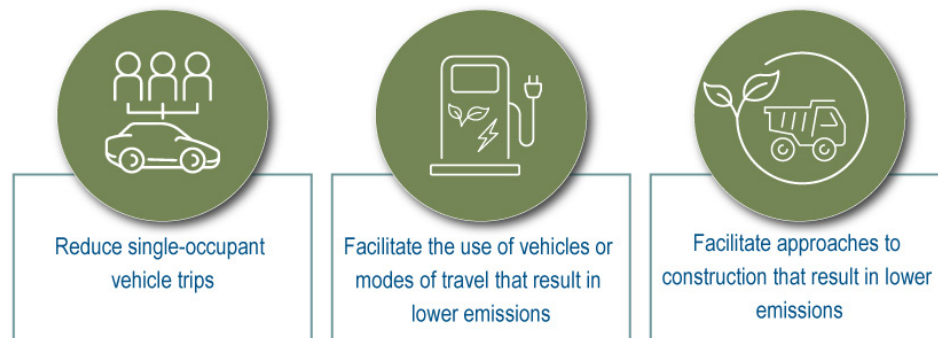 Reduce single-occupant
vehicle trips
Facilitate the use of vehicles or
modes of travel that result in
lower emissions
Facilitate approaches to
construction that result in lower
emissions